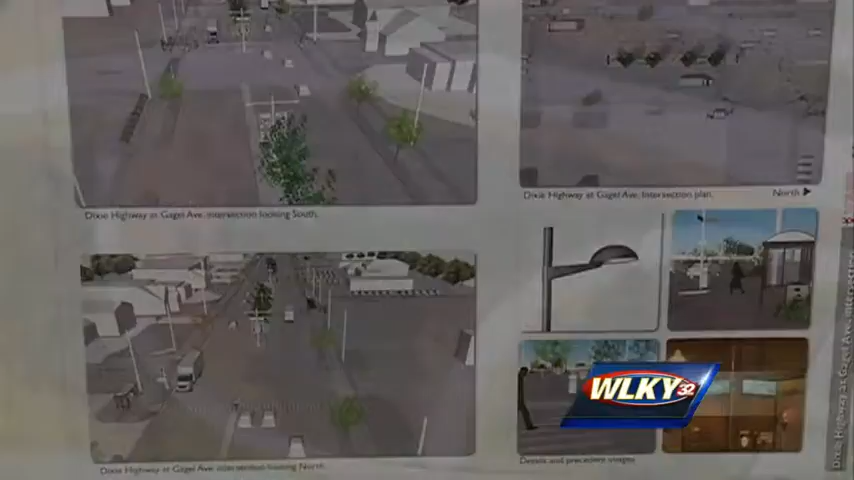 Dixie Highway at Gagel Ave. intersection looking South.
Dixie Highway at Gagel Ave. Intersection plan.
North
Dixie Highway at Gagel Ave. intersection looking North.
Details and precedent images
WLKY 32
Dixie Highway at Gagel Ave. intersection